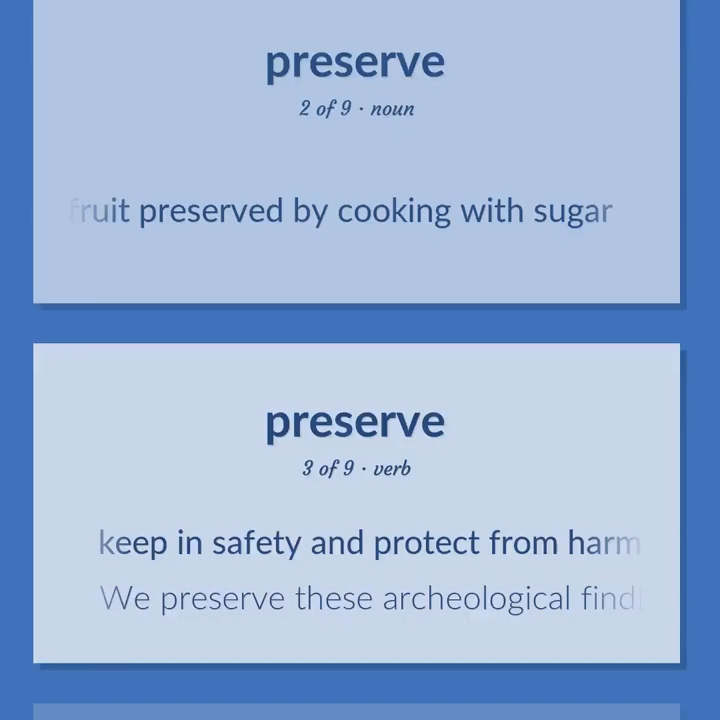 preserve
2 of 9 · noun
fruit preserved by cooking with sugar
preserve
3 of 9 · verb
keep in safety and protect from harm
We preserve these archeological find